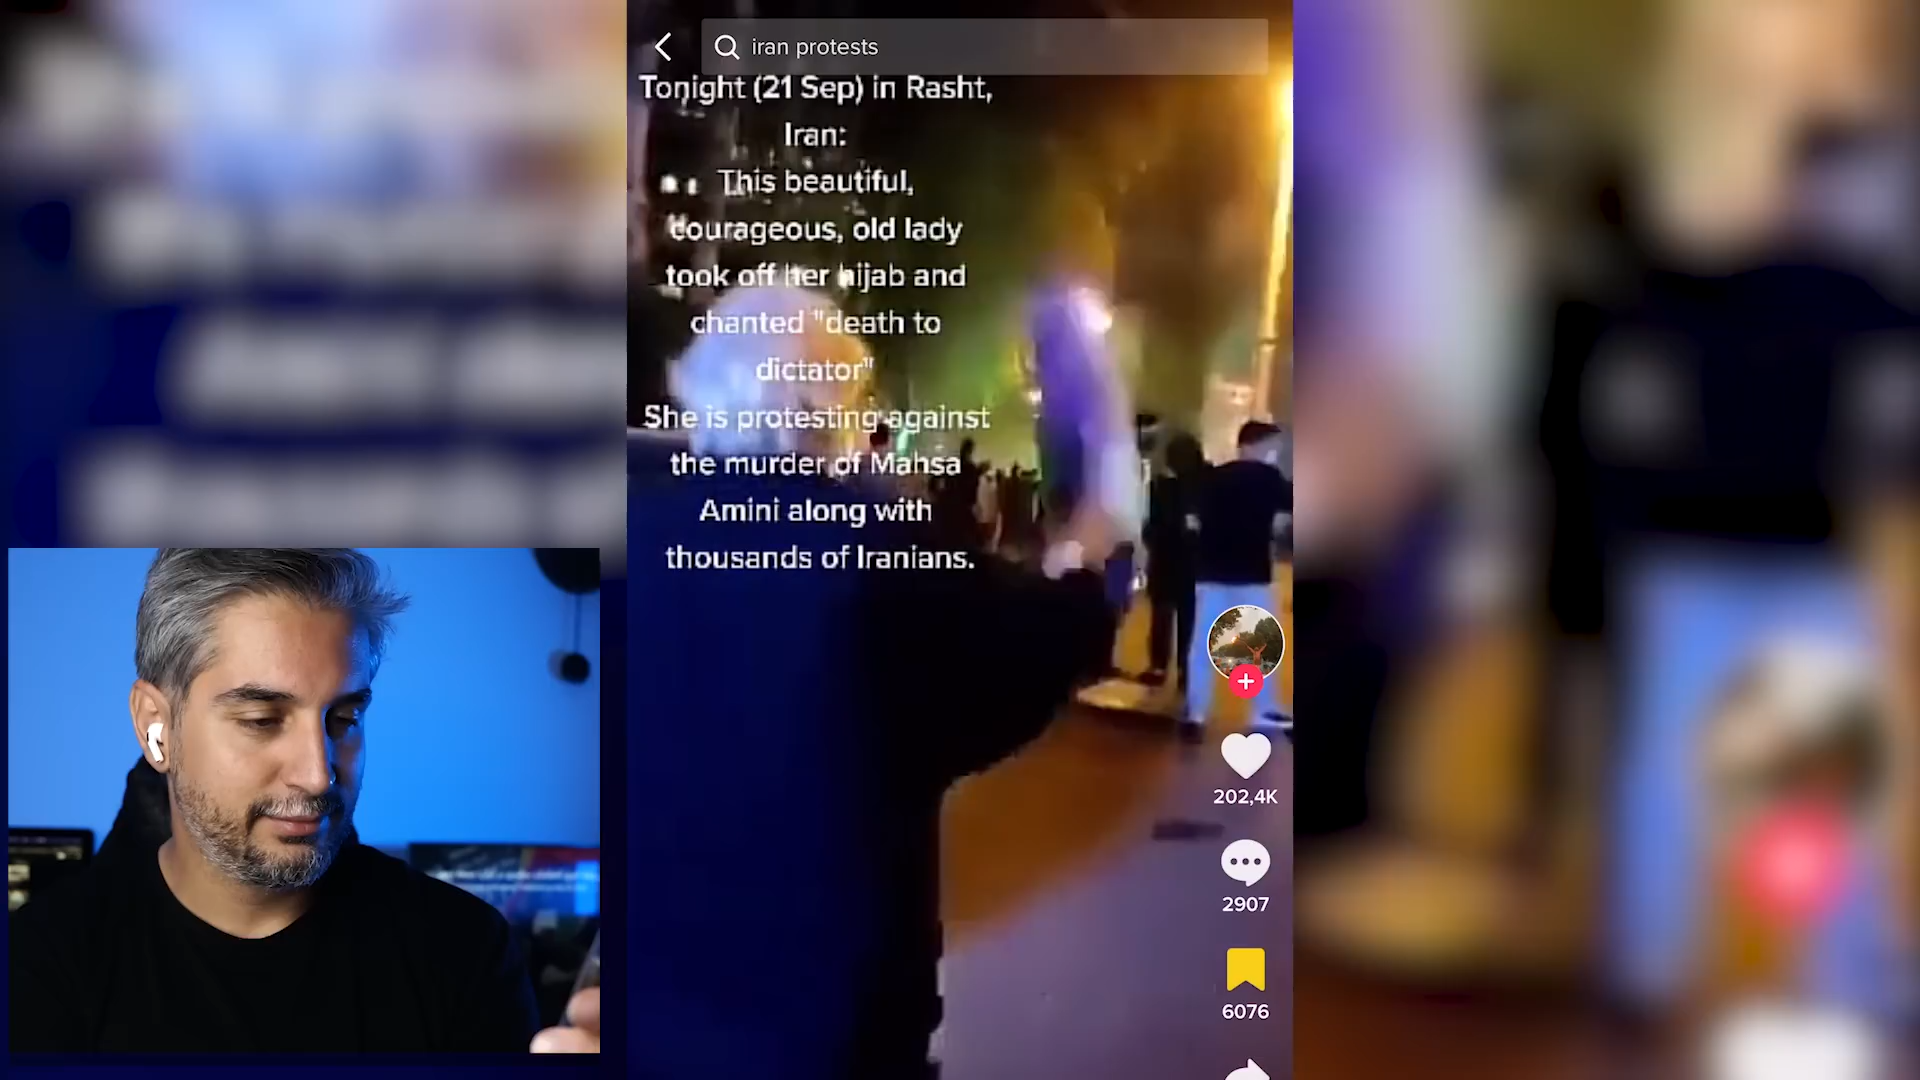 iran protests
Tonight (21 Sep) in Rasht,
Iran:
This beautiful,
courageous, old lady
took off her hijab and
chanted "death to
dictator"
She is protesting against
the murder of Mahsa
Amini along with
thousands of Iranians.
202,4K
2907
6076